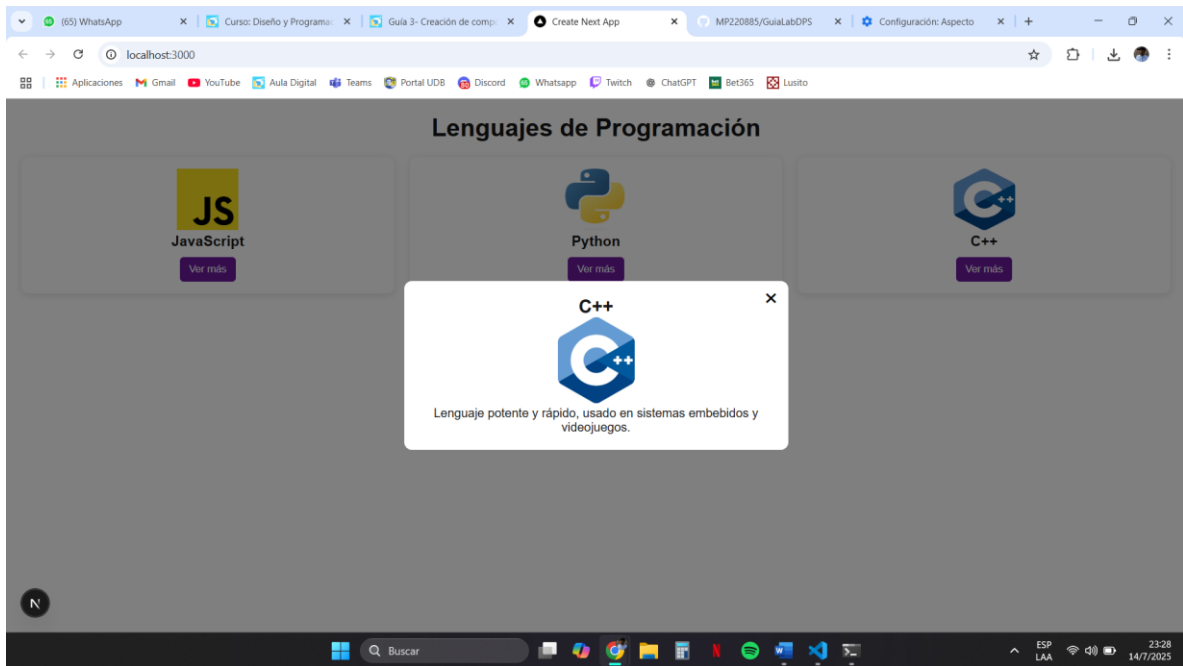 (65) WhatsApp
Curso: Diseño y Programac
Guía 3- Creación de comp
Create Next App
MP220885/GuiaLabDPS
Configuración: Aspecto
localhost:3000
Aplicaciones
Gmail
YouTube
Aula Digital
Teams
Portal UDB
Discord
Whatsapp
Twitch
ChatGPT
Bet365
Lusito
Lenguajes de Programación
JS
JavaScript
Ver más
Python
Ver más
C++
C++
Ver más
C++
C++
Lenguaje potente y rápido, usado en sistemas embebidos y
videojuegos.
N
Buscar
ESP
LAA
23:28
14/7/2025